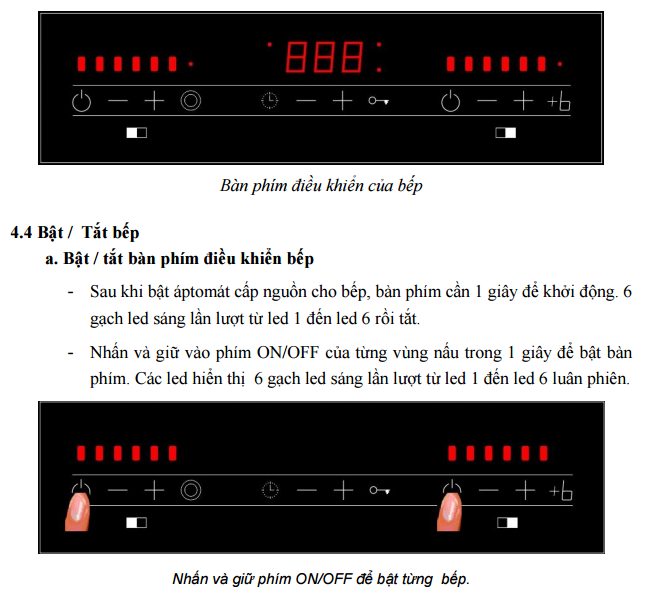 888
+6
Bàn phím điều khiển của bếp
4.4 Bật / Tắt bếp
a. Bật / tắt bàn phím điều khiển bếp
- Sau khi bật áptomát cấp nguồn cho bếp, bàn phím cần 1 giây để khởi động. 6
gạch led sáng lần lượt từ led 1 đến led 6 rồi tắt.
- Nhấn và giữ vào phím ON/OFF của từng vùng nấu trong 1 giây để bật bàn
phím. Các led hiển thị 6 gạch led sáng lần lượt từ led 1 đến led 6 luân phiên.
+6
Nhấn và giữ phím ON/OFF để bật từng bếp.